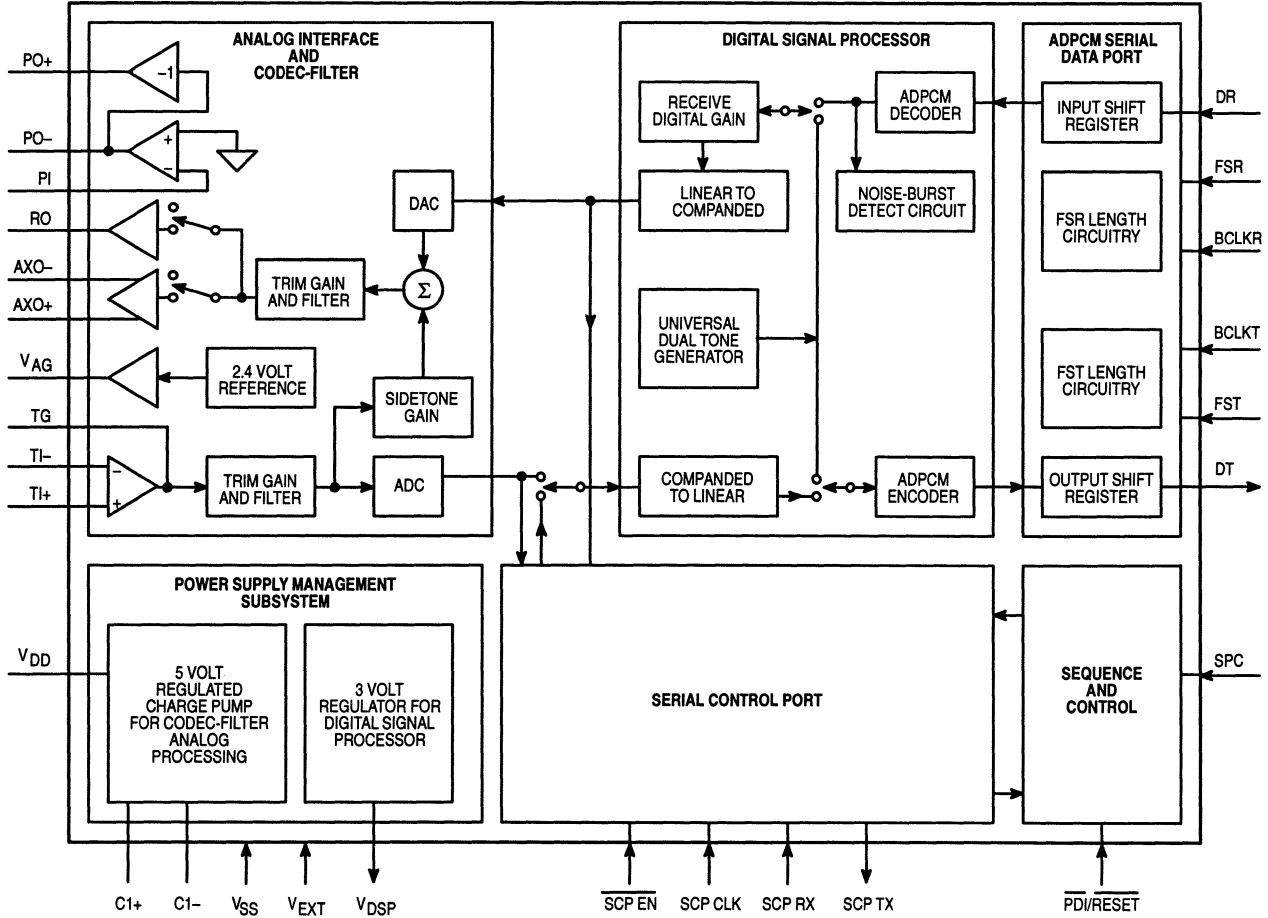 ANALOG INTERFACE
AND
CODEC-FILTER
PO+
−1
PO−
+
−
PI
RO
AXO−
AXO+
DAC
TRIM GAIN
AND FILTER
Σ
VAG
2.4 VOLT
REFERENCE
SIDETONE
GAIN
TG
TI−
TI+
−
+
TRIM GAIN
AND FILTER
ADC
DIGITAL SIGNAL PROCESSOR
RECEIVE
DIGITAL GAIN
ADPCM
DECODER
LINEAR TO
COMPANDED
NOISE-BURST
DETECT CIRCUIT
UNIVERSAL
DUAL TONE
GENERATOR
COMPANDED
TO LINEAR
ADPCM
ENCODER
ADPCM SERIAL
DATA PORT
INPUT SHIFT
REGISTER
FSR LENGTH
CIRCUITRY
FST LENGTH
CIRCUITRY
OUTPUT SHIFT
REGISTER
DR
FSR
BCLKR
BCLKT
FST
DT
POWER SUPPLY MANAGEMENT
SUBSYSTEM
VDD
5 VOLT
REGULATED
CHARGE PUMP
FOR CODEC-FILTER
ANALOG
PROCESSING
3 VOLT
REGULATOR FOR
DIGITAL SIGNAL
PROCESSOR
SERIAL CONTROL PORT
SEQUENCE
AND
CONTROL
SPC
C1+
C1−
VSS
VEXT
VDSP
SCP EN
SCP CLK
SCP RX
SCP TX
PDI/RESET